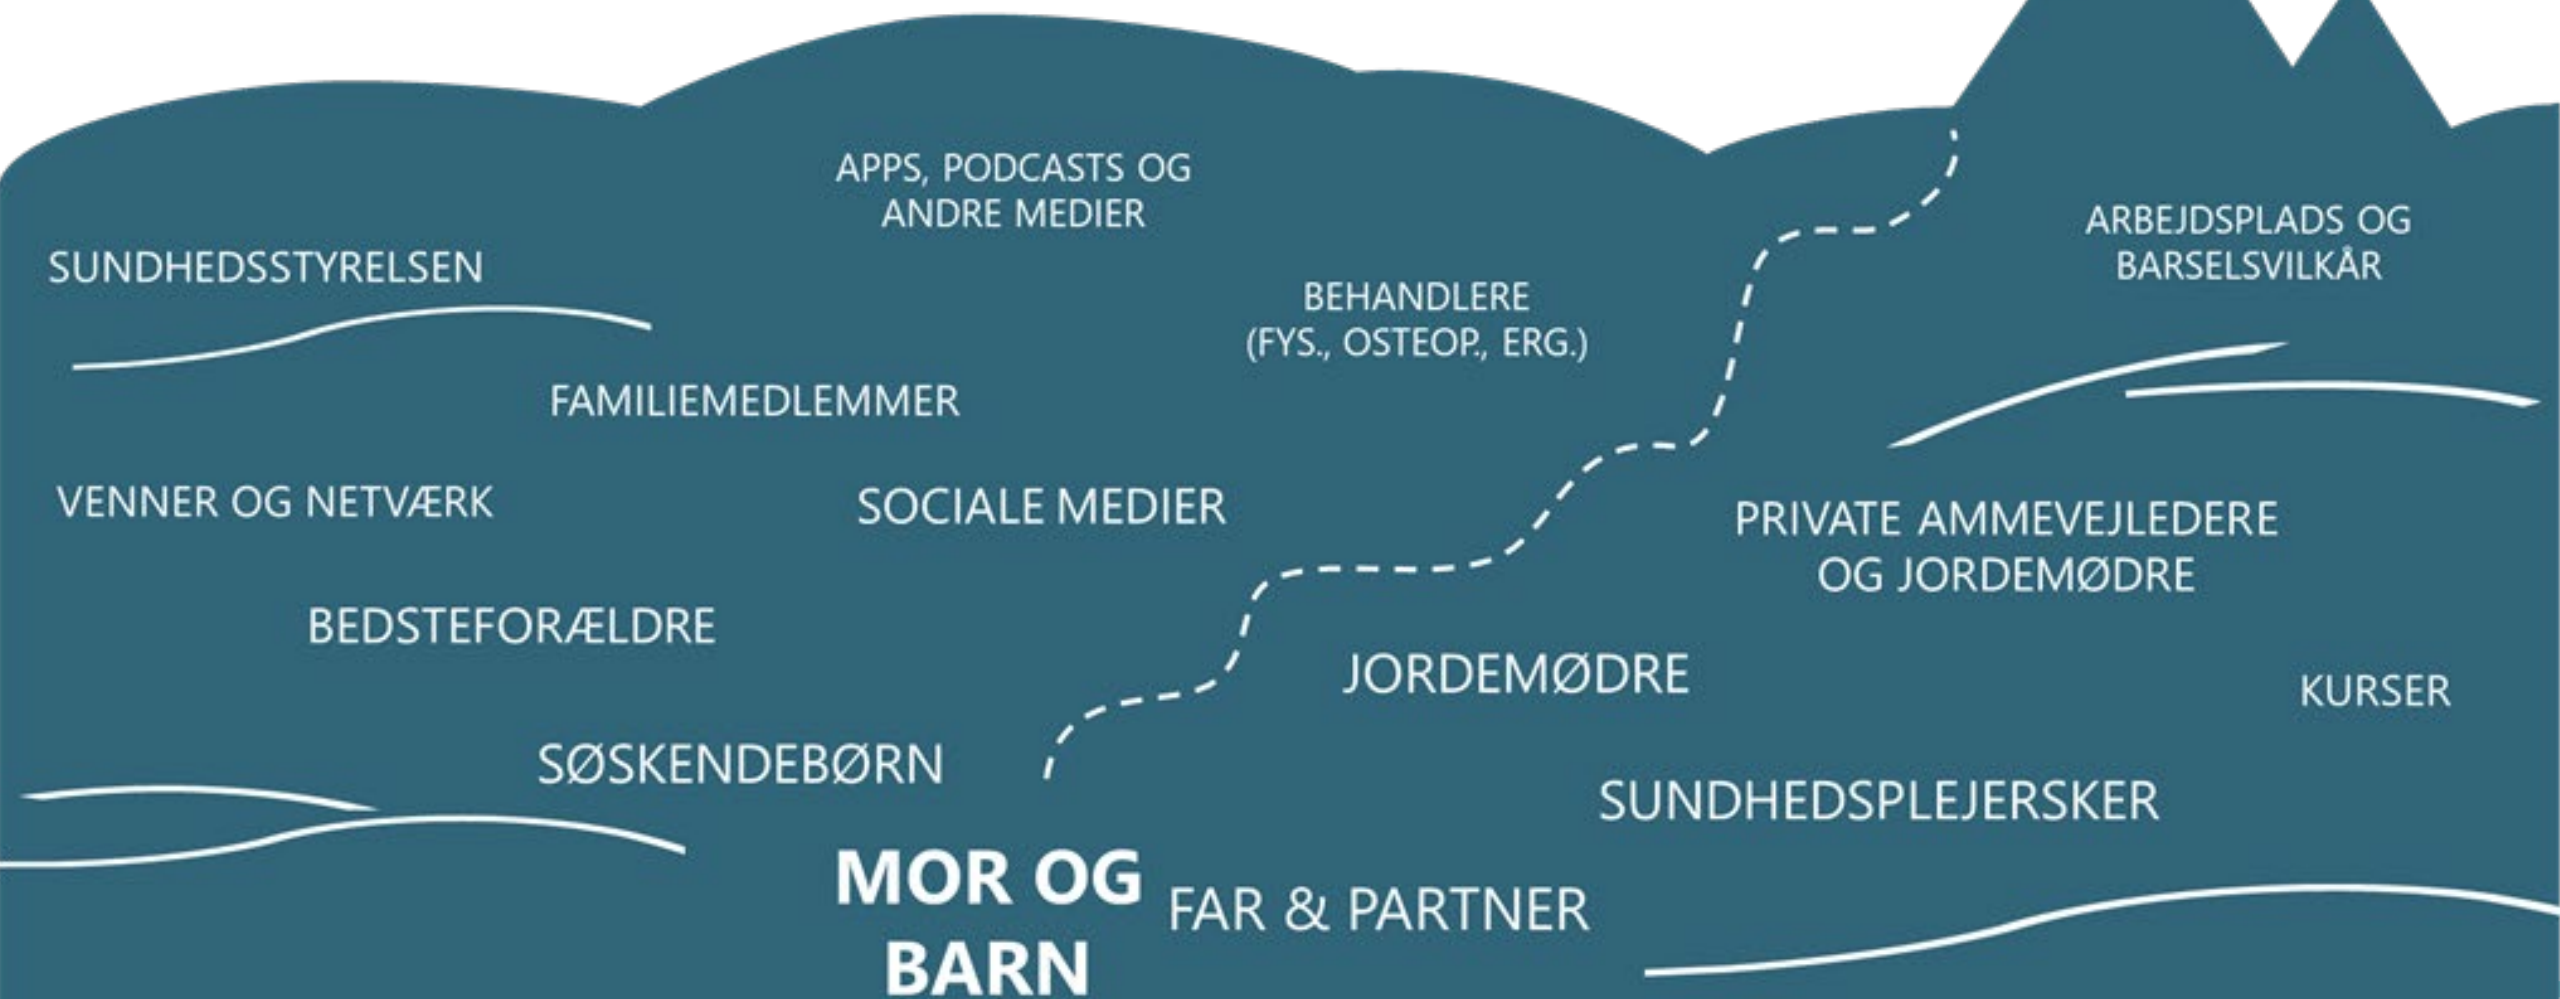 APPS, PODCASTS OG
ANDRE MEDIER
ARBEJDSPLADS OG
BARSELSVILKÅR
SUNDHEDSSTYRELSEN
BEHANDLERE
(FYS., OSTEOP., ERG.)
FAMILIEMEDLEMMER
VENNER OG NETVÆRK
SOCIALE MEDIER
PRIVATE AMMEVEJLEDERE
OG JORDEMØDRE
BEDSTEFORÆLDRE
JORDEMØDRE
KURSER
SØSKENDEBØRN
SUNDHEDSPLEJERSKER
MOR OG
BARN
FAR & PARTNER